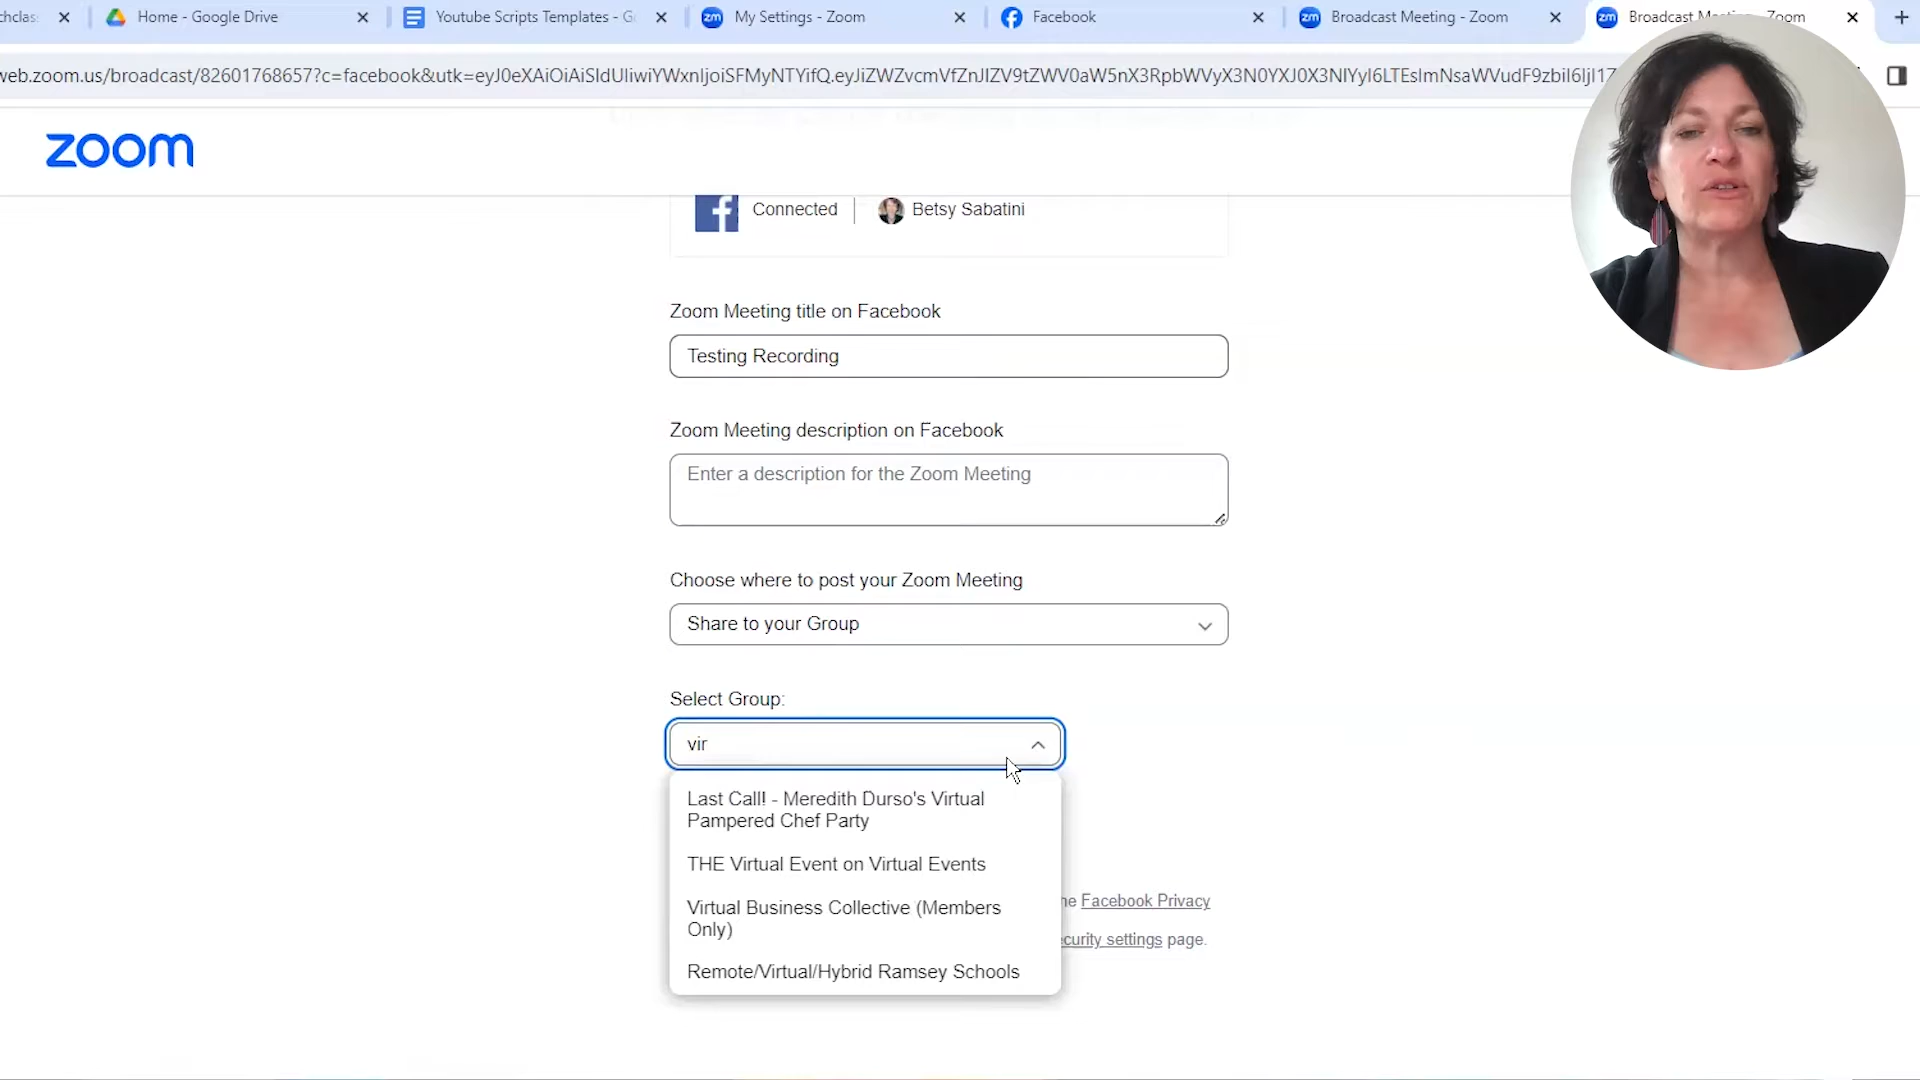 Home - Google Drive
Youtube Scripts Templates - G
My Settings - Zoom
Facebook
Broadcast Meeting - Zoom
zoom
Connected
Betsy Sabatini
Zoom Meeting title on Facebook
Testing Recording
Zoom Meeting description on Facebook
Enter a description for the Zoom Meeting
Choose where to post your Zoom Meeting
Share to your Group
Select Group:
vir
Last Call! - Meredith Durso's Virtual
Pampered Chef Party
THE Virtual Event on Virtual Events
Virtual Business Collective (Members
Only)
Facebook Privacy
curity settings page.
Remote/Virtual/Hybrid Ramsey Schools